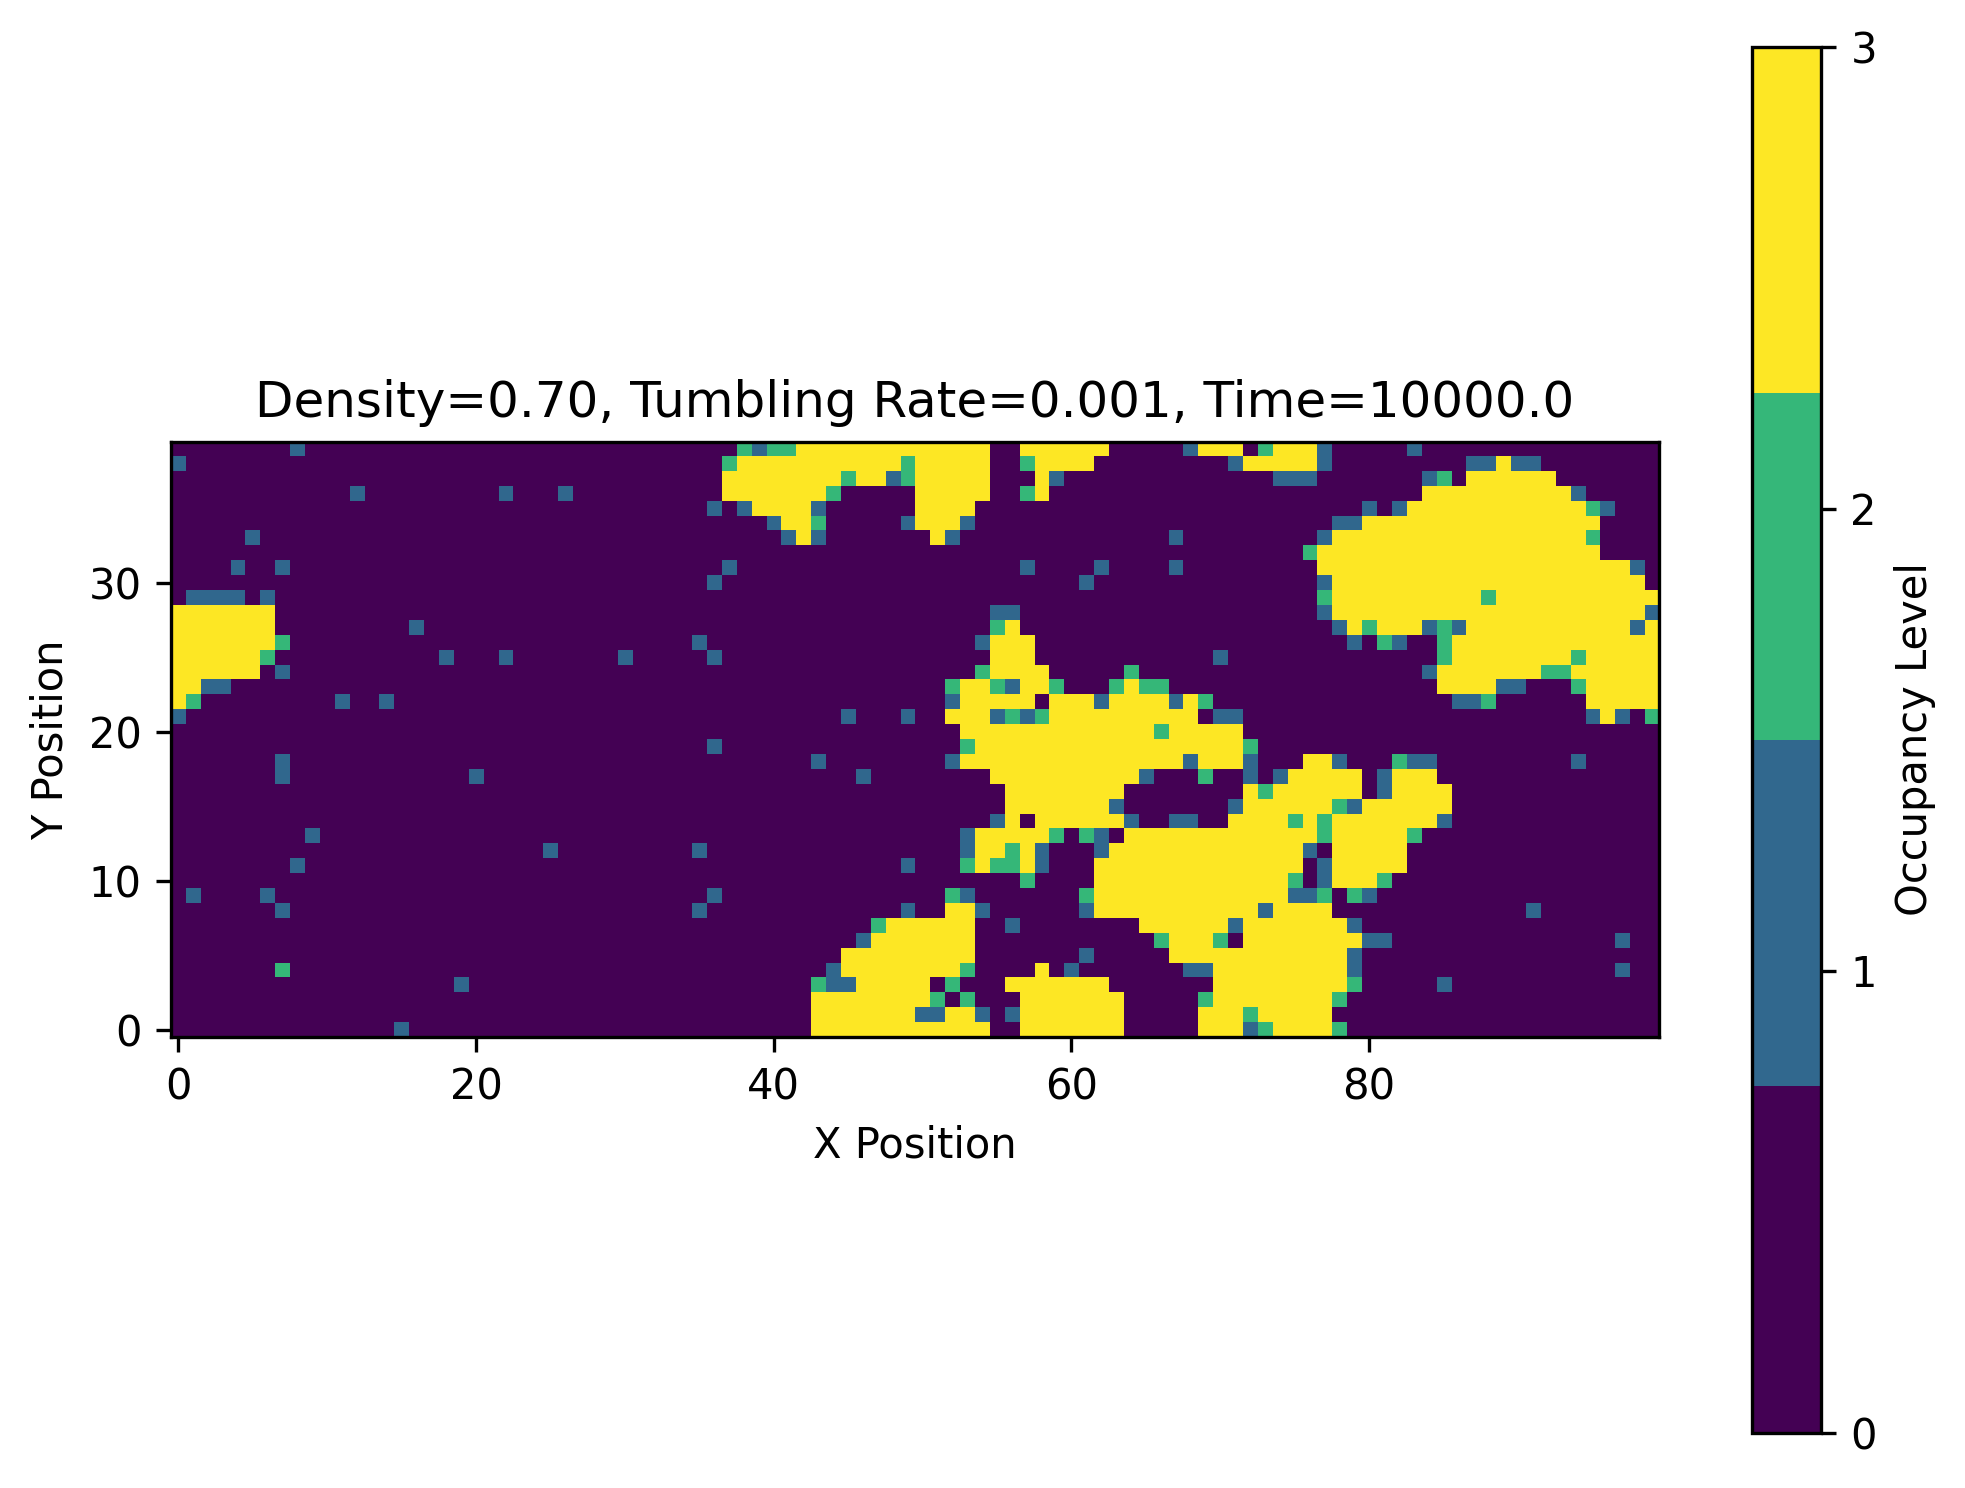 Density=0.70, Tumbling Rate=0.001, Time=10000.0
Y Position
30
20
10
0
0 20 40 60 80
X Position
3
2
1
0
Occupancy Level